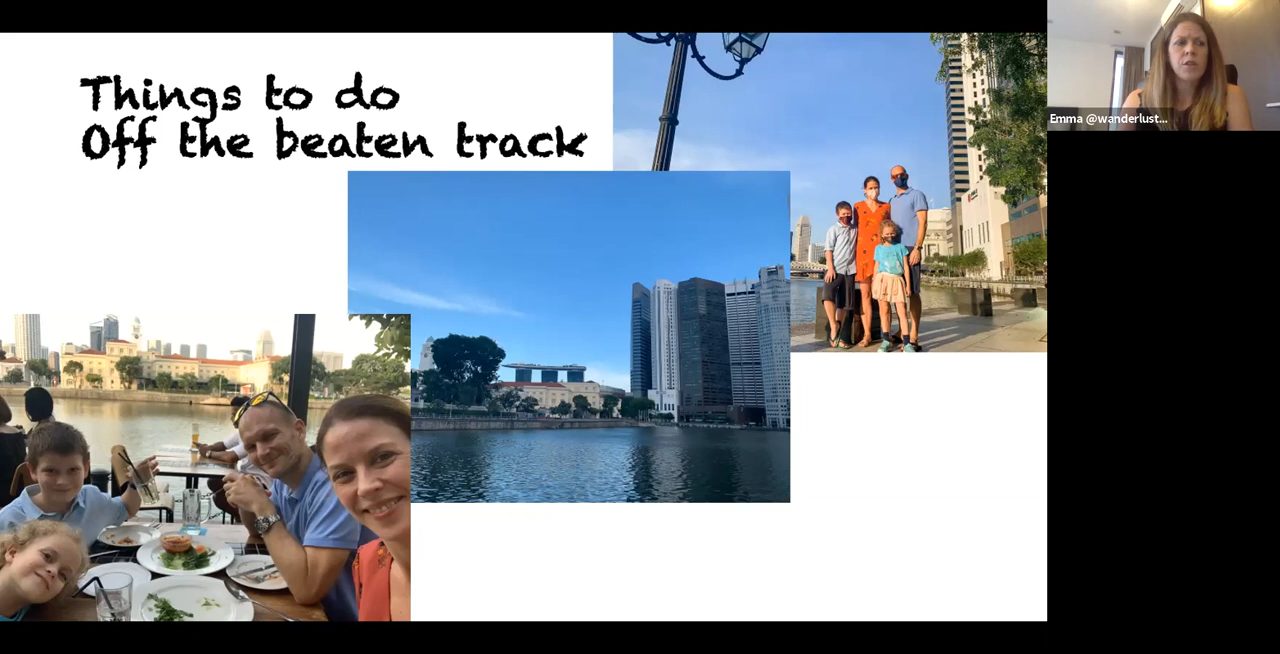 Things to do
Off the beaten track
Emma @wanderlust...